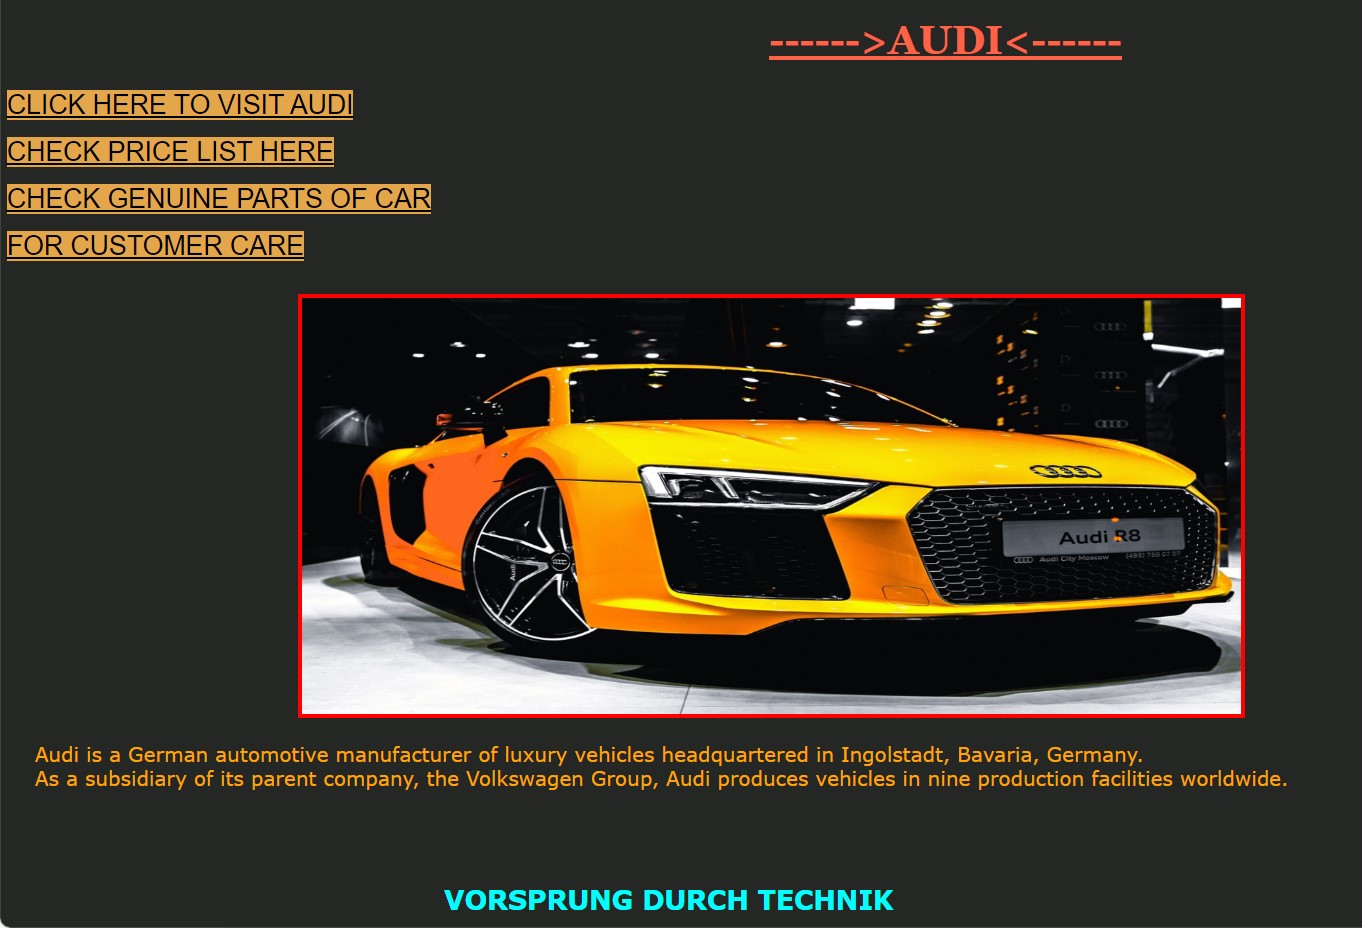 ------>AUDI<------
CLICK HERE TO VISIT AUDI
CHECK PRICE LIST HERE
CHECK GENUINE PARTS OF CAR
FOR CUSTOMER CARE
Audi R8
Audi City Moscow
Audi
Audi is a German automotive manufacturer of luxury vehicles headquartered in Ingolstadt, Bavaria, Germany.
As a subsidiary of its parent company, the Volkswagen Group, Audi produces vehicles in nine production facilities worldwide.
VORSPRUNG DURCH TECHNIK